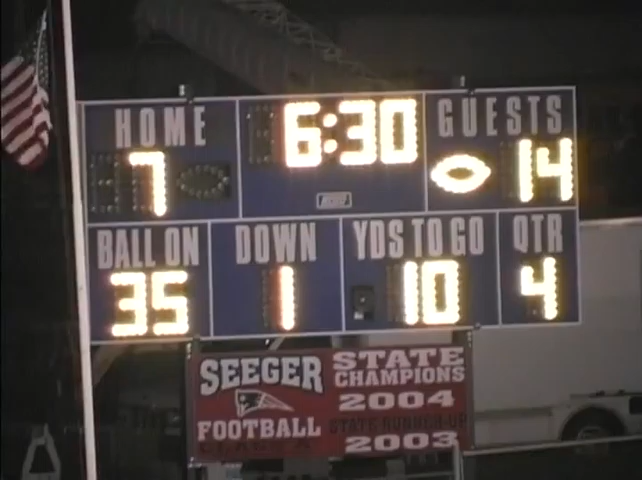 HOME 6:30 GUESTS
7 14
BALL ON DOWN YDS TO GO QTR
35 1 10 4
SEEGER STATE
CHAMPIONS
2004
FOOTBALL STATE RUNNER-UP
2003